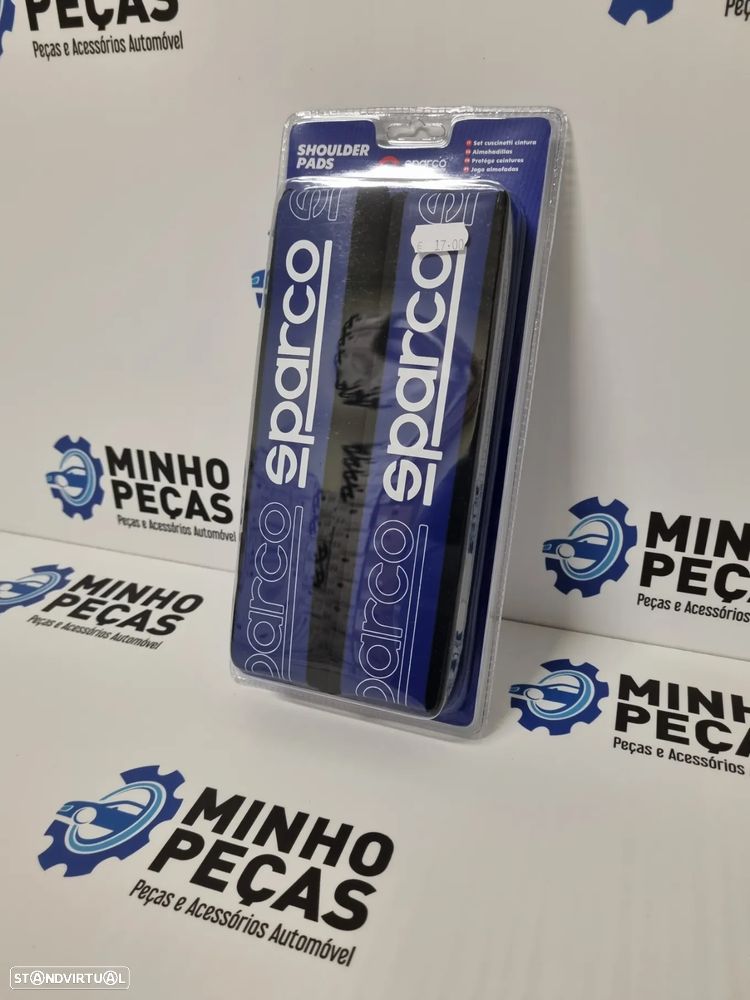 PEÇAS
Peças e Acessórios Automóvel
SHOULDER
PADS
sparco
Set cuscinetti cintura
Almohadillas
Protège ceintures
Jogo almofadas
€ 17.00
sparco
sparco
parco
parco
MINHO
PEÇAS
Peças e Acessórios Automóvel
MINHO
PEÇAS
Peças e Acessórios
MINHO
PEÇAS
Peças e Acessórios Automóvel
MINHO
PEÇAS
Peças e Acessórios
MINHO
PEÇAS
Peças e Acessórios Automóvel
STANDVIRTUAL